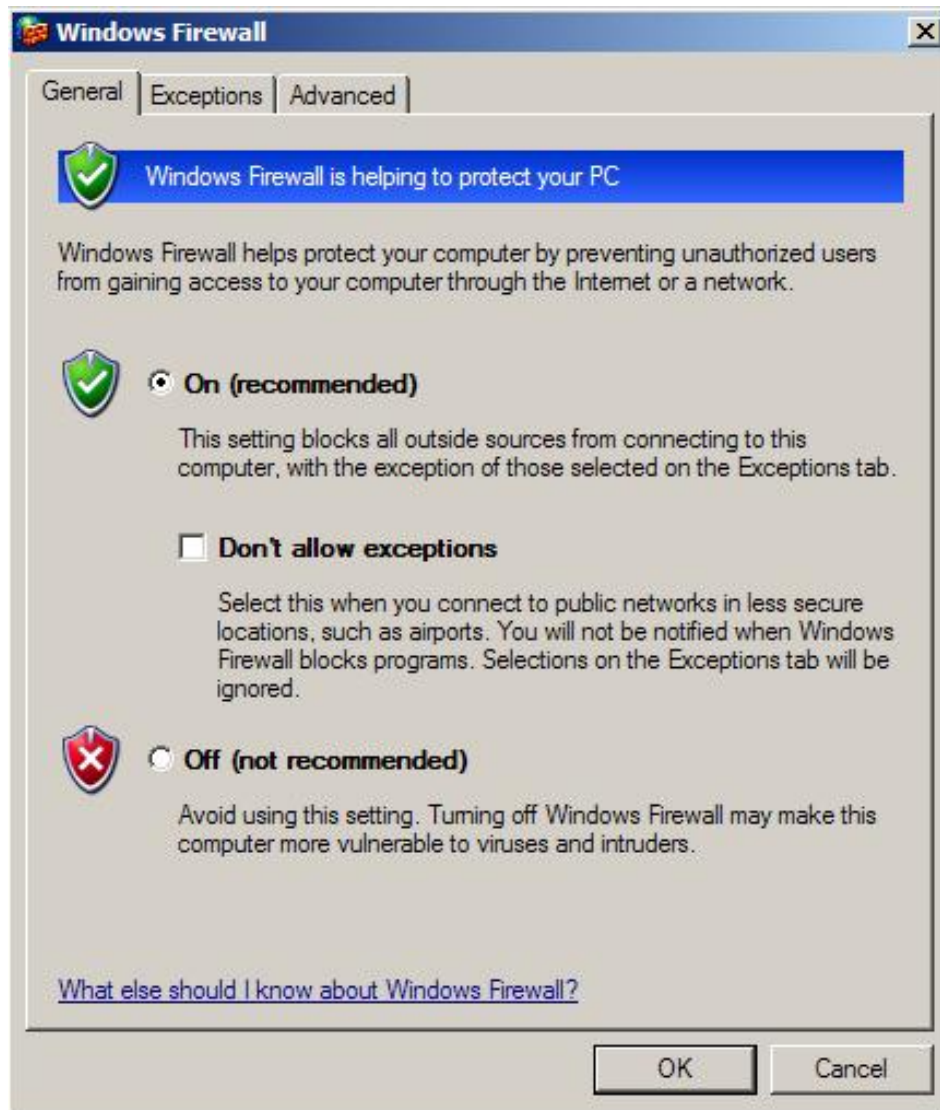 Windows Firewall
General
Exceptions
Advanced
Windows Firewall is helping to protect your PC
Windows Firewall helps protect your computer by preventing unauthorized users
from gaining access to your computer through the Internet or a network.
On (recommended)
This setting blocks all outside sources from connecting to this
computer, with the exception of those selected on the Exceptions tab.
Don't allow exceptions
Select this when you connect to public networks in less secure
locations, such as airports. You will not be notified when Windows
Firewall blocks programs. Selections on the Exceptions tab will be
ignored.
Off (not recommended)
Avoid using this setting. Turning off Windows Firewall may make this
computer more vulnerable to viruses and intruders.
What else should I know about Windows Firewall?
OK
Cancel